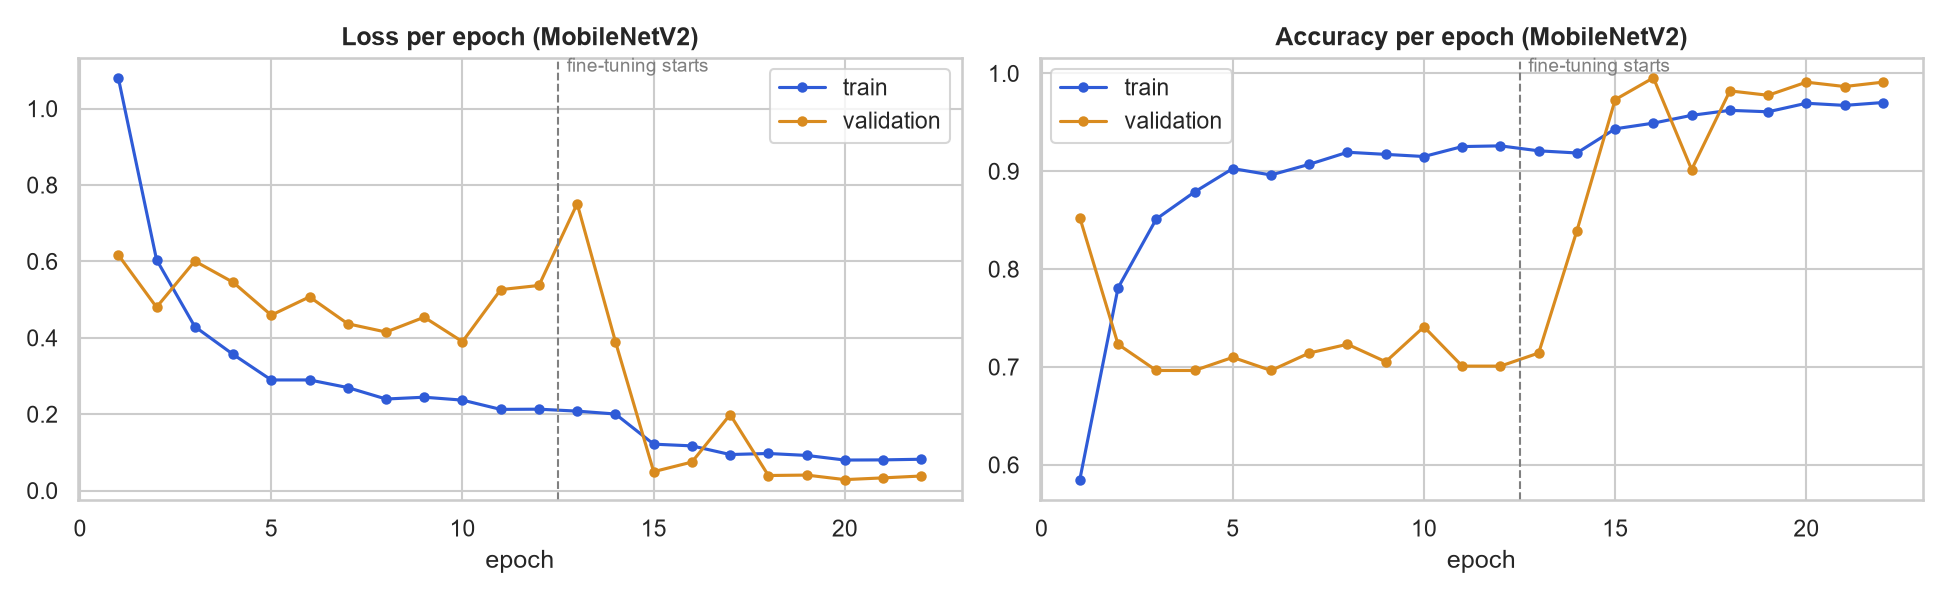 Loss per epoch (MobileNetV2)
fine-tuning starts
train
validation
1.0
0.8
0.6
0.4
0.2
0.0
0 5 10 15 20
epoch
Accuracy per epoch (MobileNetV2)
fine-tuning starts
train
validation
1.0
0.9
0.8
0.7
0.6
0 5 10 15 20
epoch